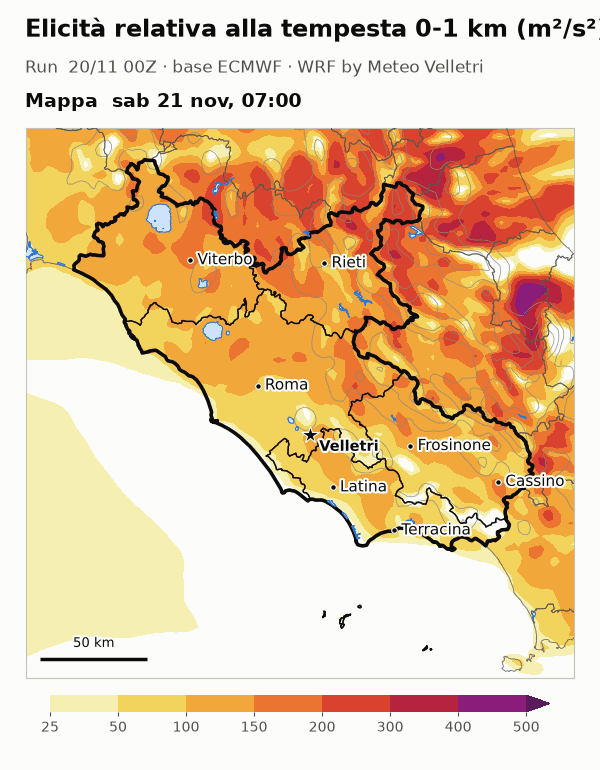 Elicità relativa alla tempesta 0-1 km (m²/s²)
Run 20/11 00Z · base ECMWF · WRF by Meteo Velletri
Mappa sab 21 nov, 07:00
Viterbo
Rieti
Roma
Velletri
Frosinone
Cassino
Latina
Terracina
50 km
25 50 100 150 200 300 400 500